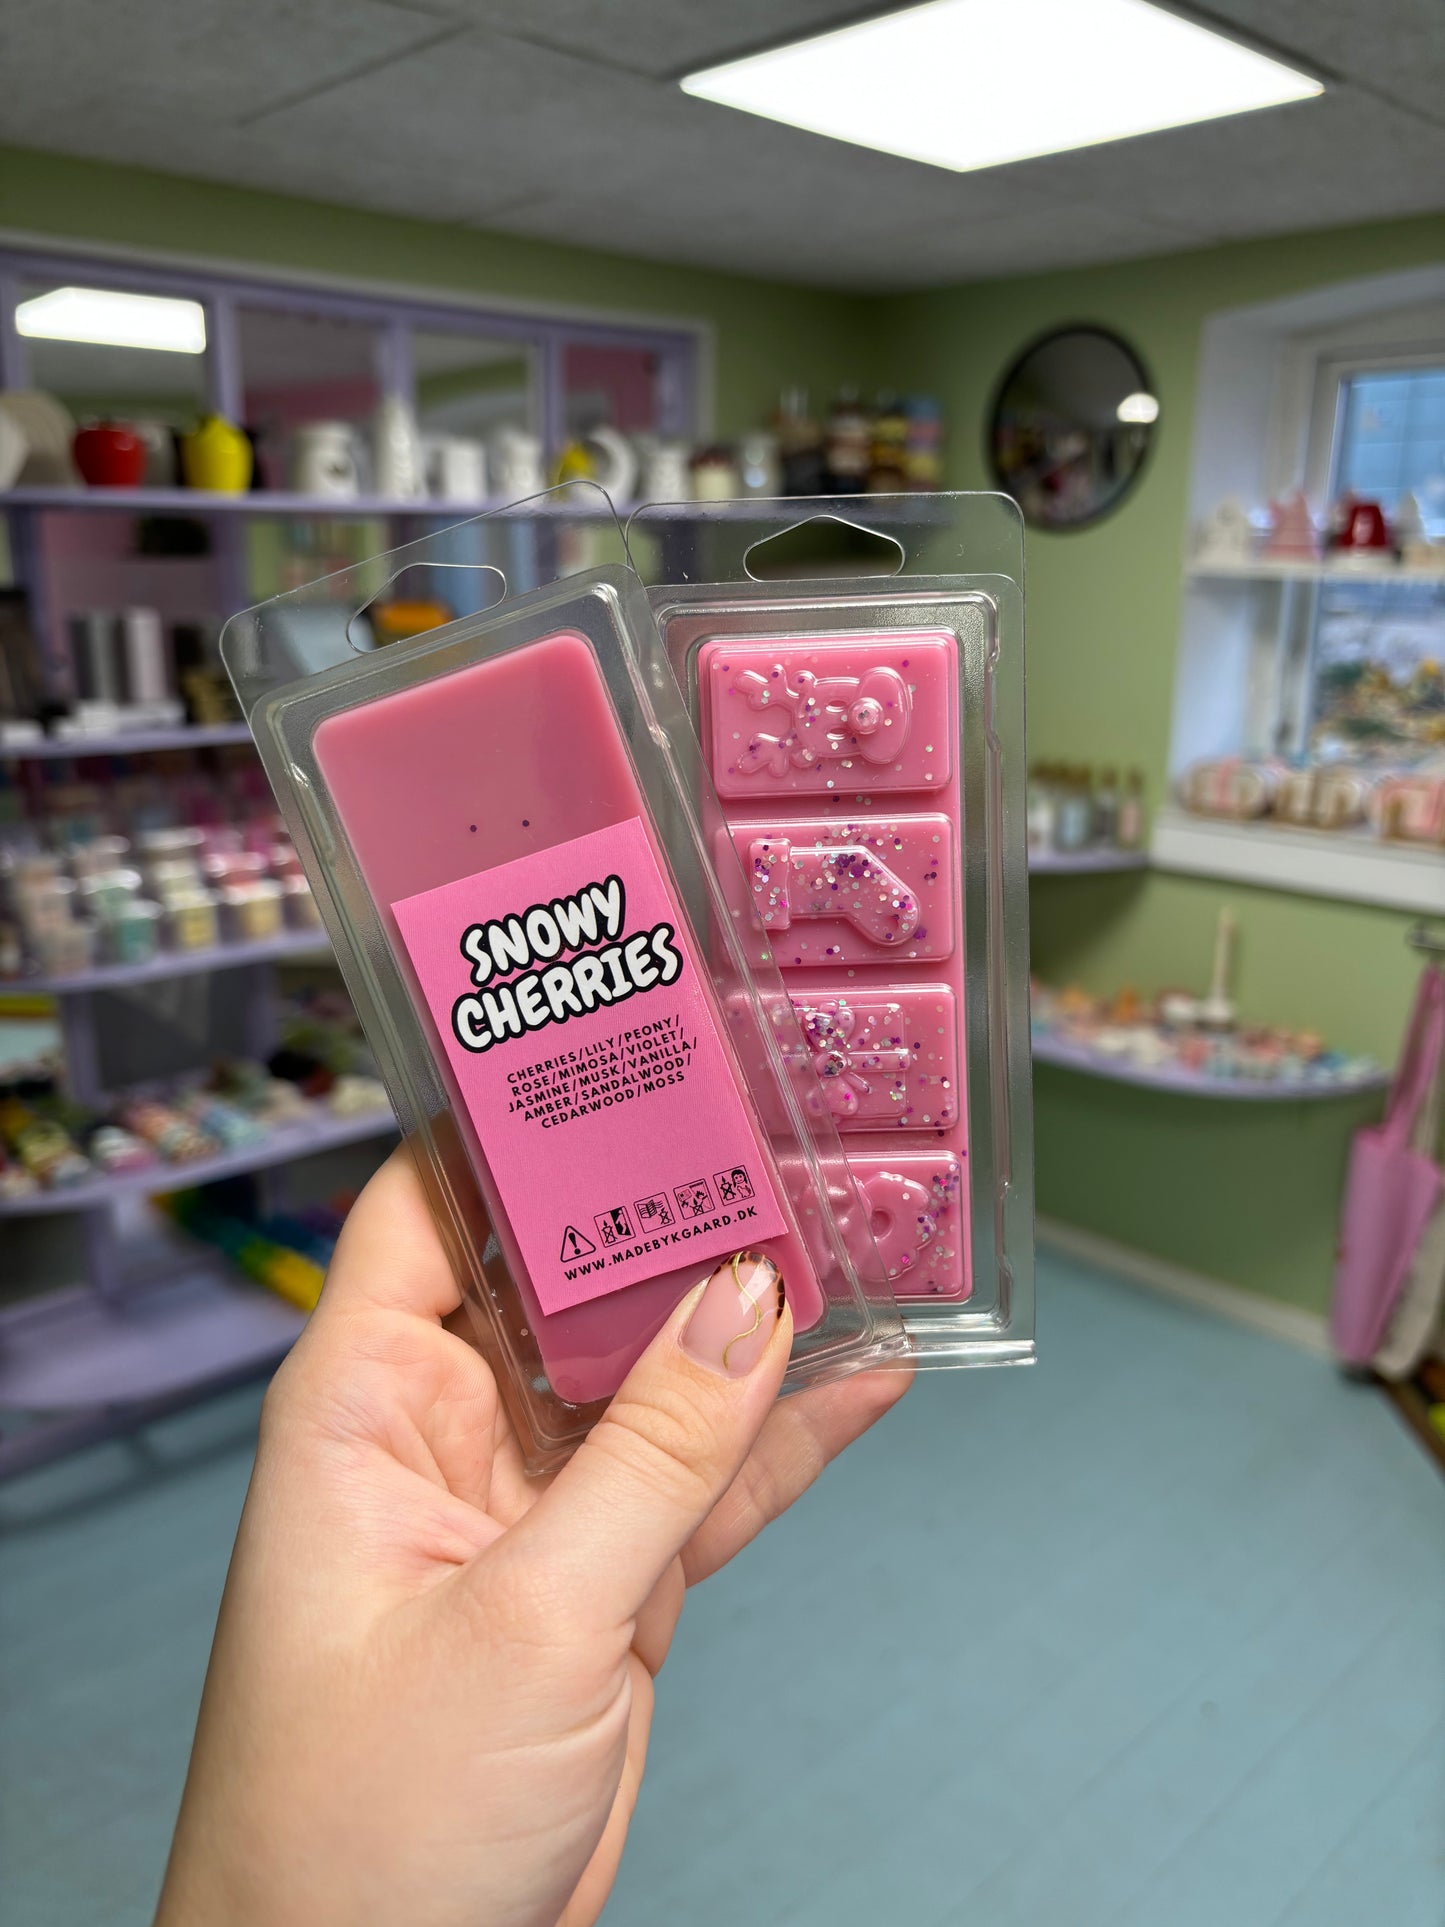 SNOWY
CHERRIES
CHERRIES/LILY/PEONY/
ROSE/MIMOSA/VIOLET/
JASMINE/MUSK/VANILLA/
AMBER/SANDALWOOD/
CEDARWOOD/MOSS
WWW.MADEBYKGAARD.DK